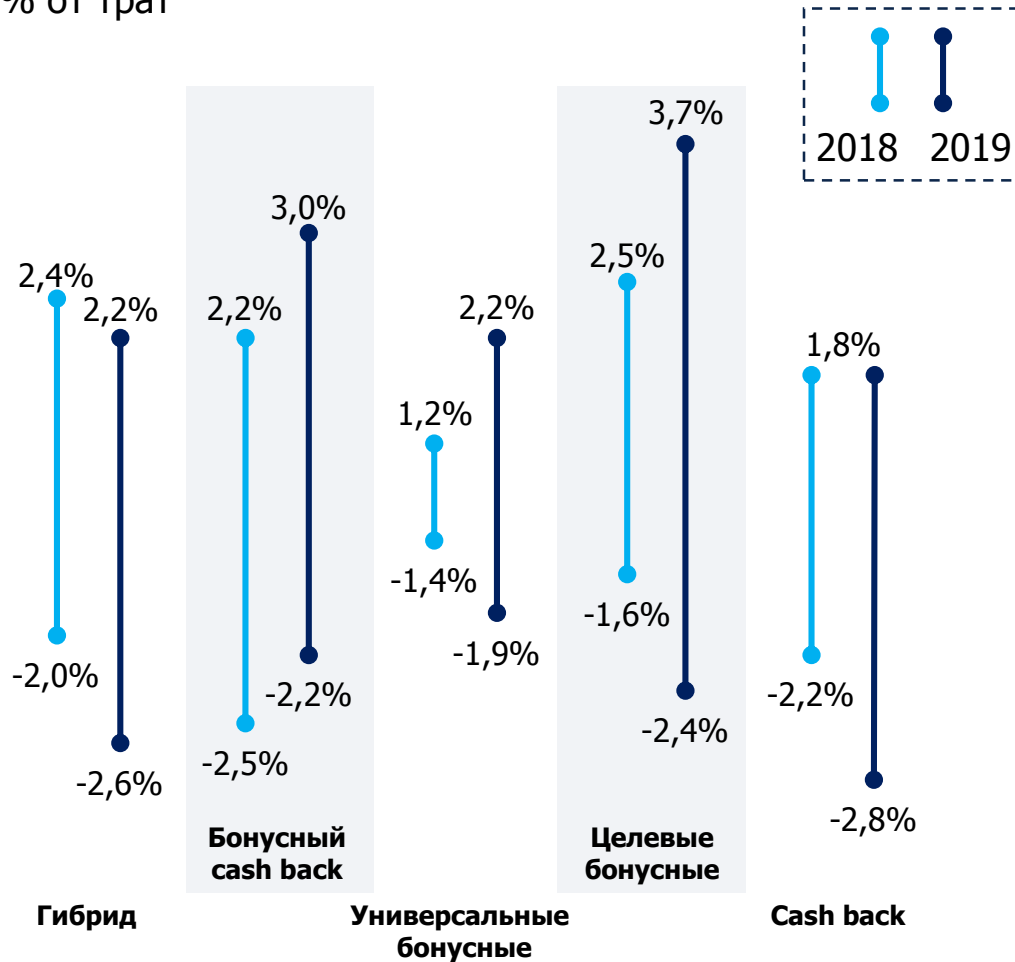 % от трат
2018 2019
2,4%
2,2%
2,2%
3,0%
1,2%
2,2%
2,5%
3,7%
1,8%
-2,0%
-2,6%
-2,5%
-2,2%
-1,4%
-1,9%
-1,6%
-2,4%
-2,2%
-2,8%
Гибрид
Бонусный
cash back
Универсальные
бонусные
Целевые
бонусные
Cash back